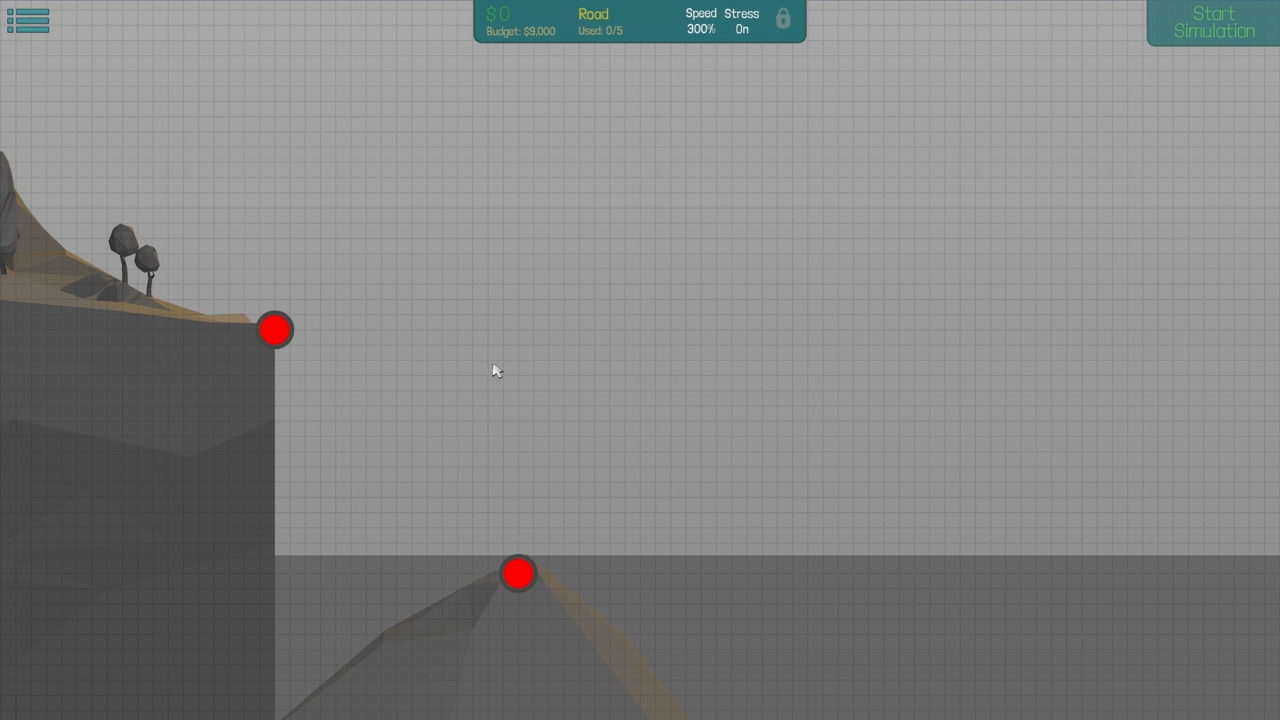 $0
Budget: $9,000
Road
Used: 0/5
Speed
300%
Stress
On
Start
Simulation